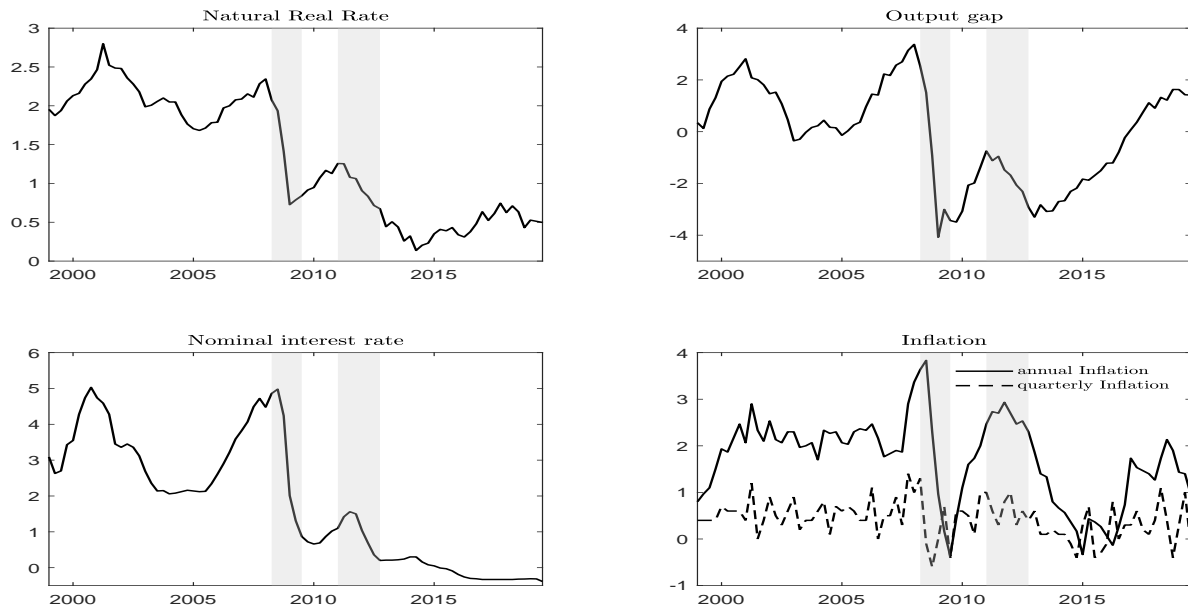 Natural Real Rate
3
2.5
2
1.5
1
0.5
0
2000 2005 2010 2015
Output gap
4
2
0
-2
-4
2000 2005 2010 2015
Nominal interest rate
6
5
4
3
2
1
0
2000 2005 2010 2015
Inflation
4
annual Inflation
quarterly Inflation
3
2
1
0
-1
2000 2005 2010 2015